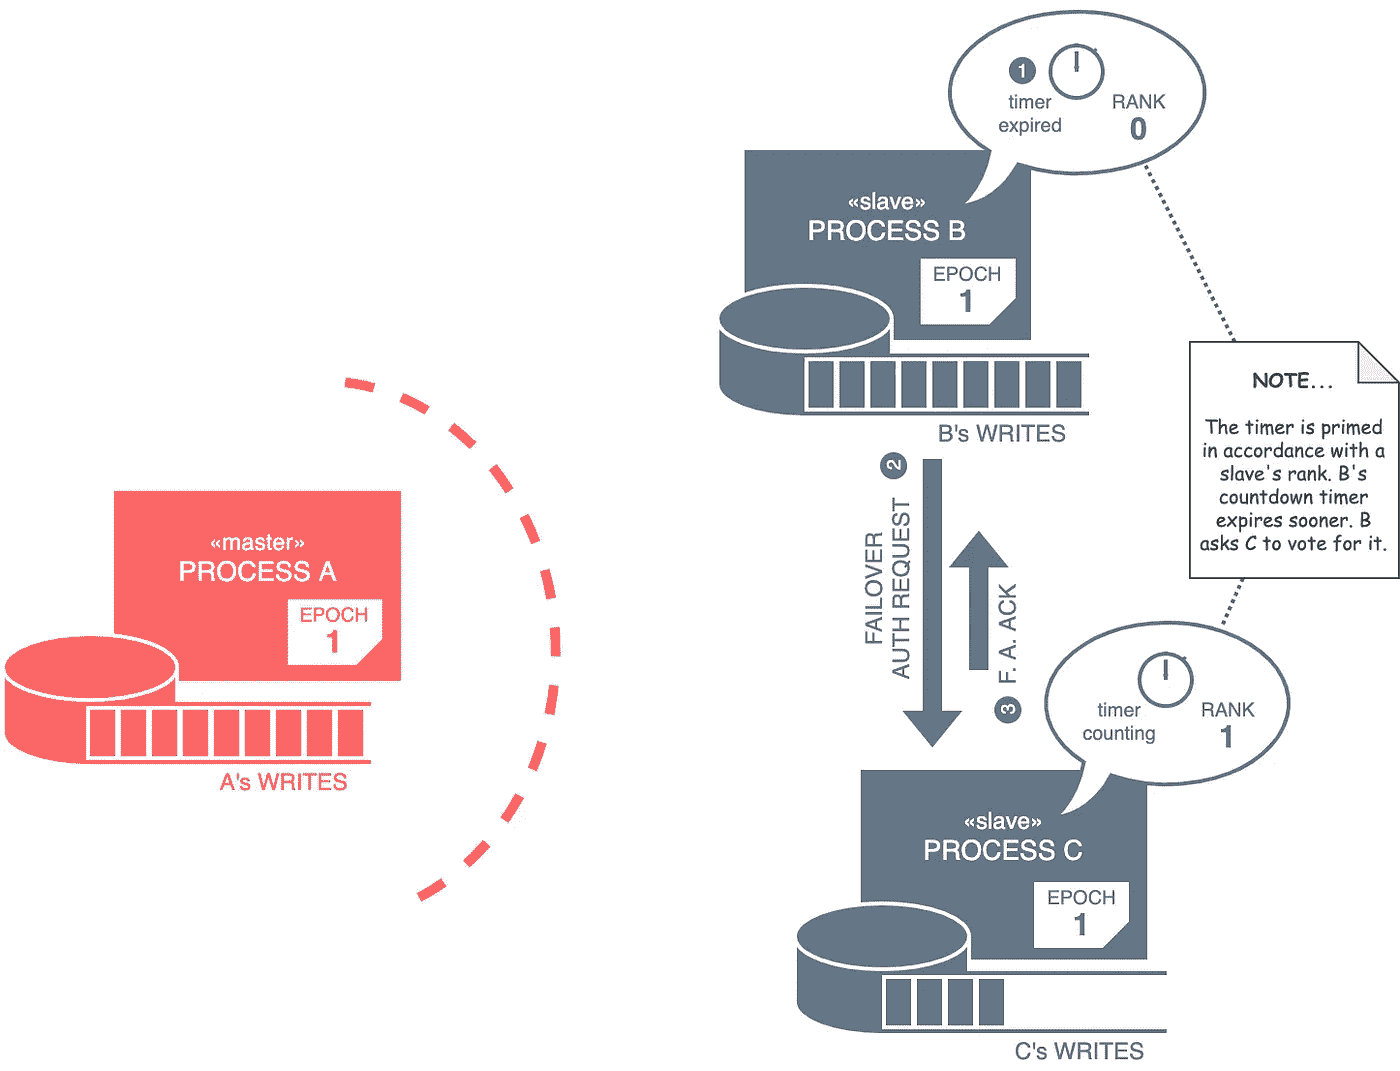 1
timer
expired
RANK
0
«slave»
PROCESS B
EPOCH
1
B's WRITES
NOTE...
The timer is primed
in accordance with a
slave's rank. B's
countdown timer
expires sooner. B
asks C to vote for it.
2
FAILOVER
AUTH REQUEST
3
F. A. ACK
«master»
PROCESS A
EPOCH
1
A's WRITES
timer
counting
RANK
1
«slave»
PROCESS C
EPOCH
1
C's WRITES